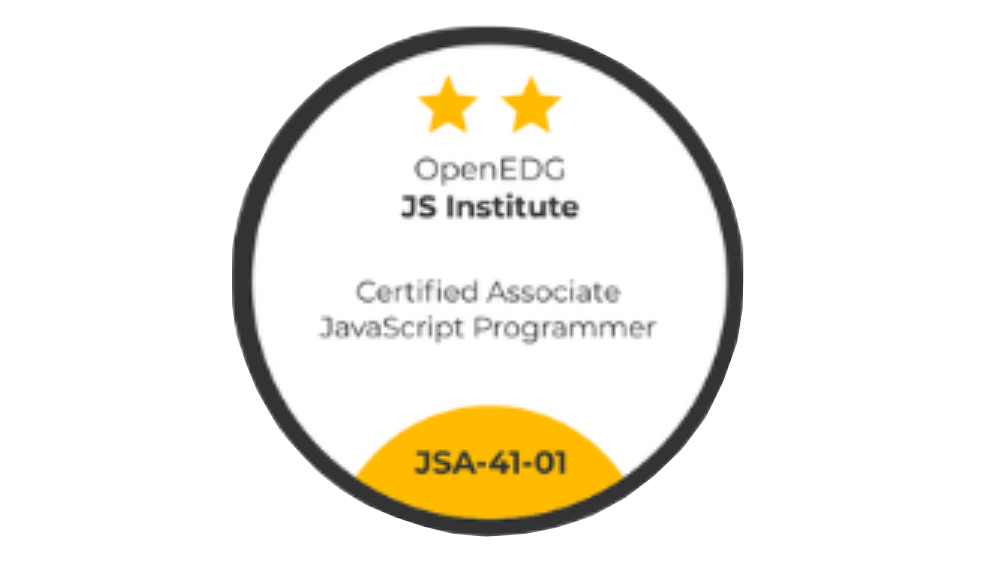 OpenEDG
JS Institute
Certified Associate
JavaScript Programmer
JSA-41-01